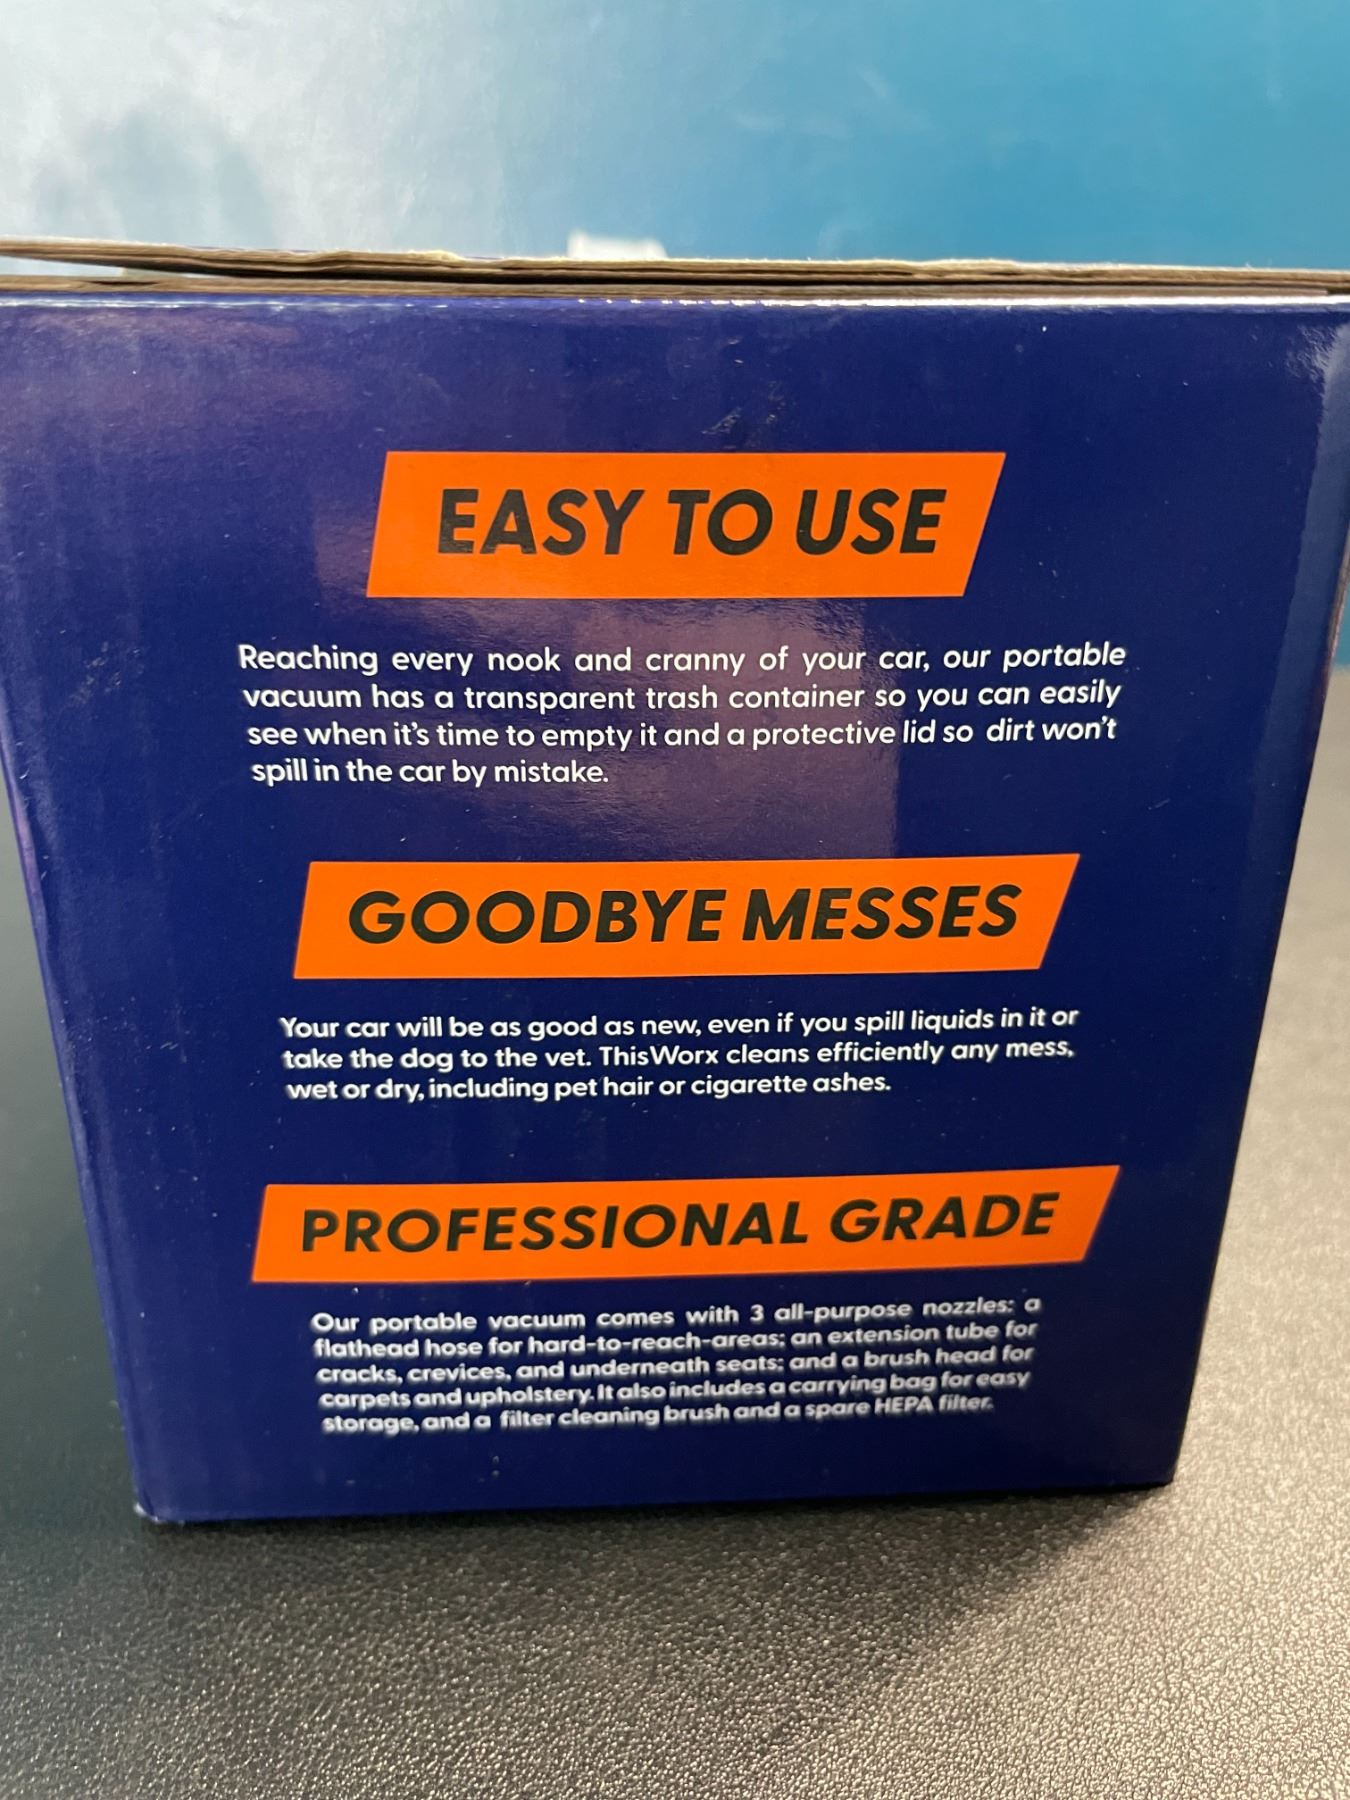 EASY TO USE
Reaching every nook and cranny of your car, our portable
vacuum has a transparent trash container so you can easily
see when it's time to empty it and a protective lid so dirt won't
spill in the car by mistake.
GOODBYE MESSES
Your car will be as good as new, even if you spill liquids in it or
take the dog to the vet. ThisWorx cleans efficiently any mess,
wet or dry, including pet hair or cigarette ashes.
PROFESSIONAL GRADE
Our portable vacuum comes with 3 all-purpose nozzles: a
flathead hose for hard-to-reach-areas; an extension tube for
cracks, crevices, and underneath seats; and a brush head for
carpets and upholstery. It also includes a carrying bag for easy
storage, and a filter cleaning brush and a spare HEPA filter.